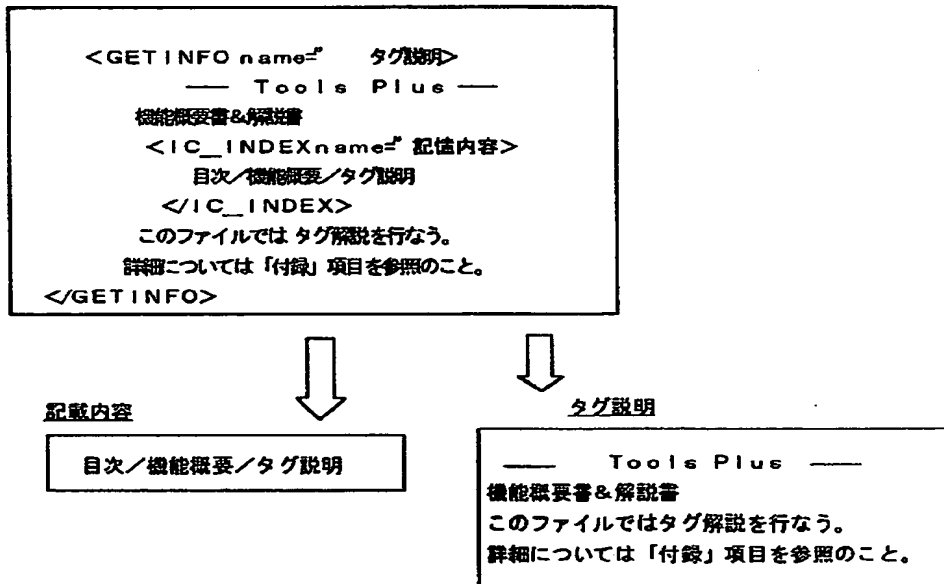 <GETINFO name=" タグ説明>
── Tools Plus ──
機能概要書&解説書
<IC_INDEXname=" 記憶内容>
目次/機能概要/タグ説明
</IC_INDEX>
このファイルでは タグ解説を行なう。
詳細については「付録」項目を参照のこと。
</GETINFO>
記載内容
目次/機能概要/タグ説明
タグ説明
── Tools Plus ──
機能概要書&解説書
このファイルではタグ解説を行なう。
詳細については「付録」項目を参照のこと。